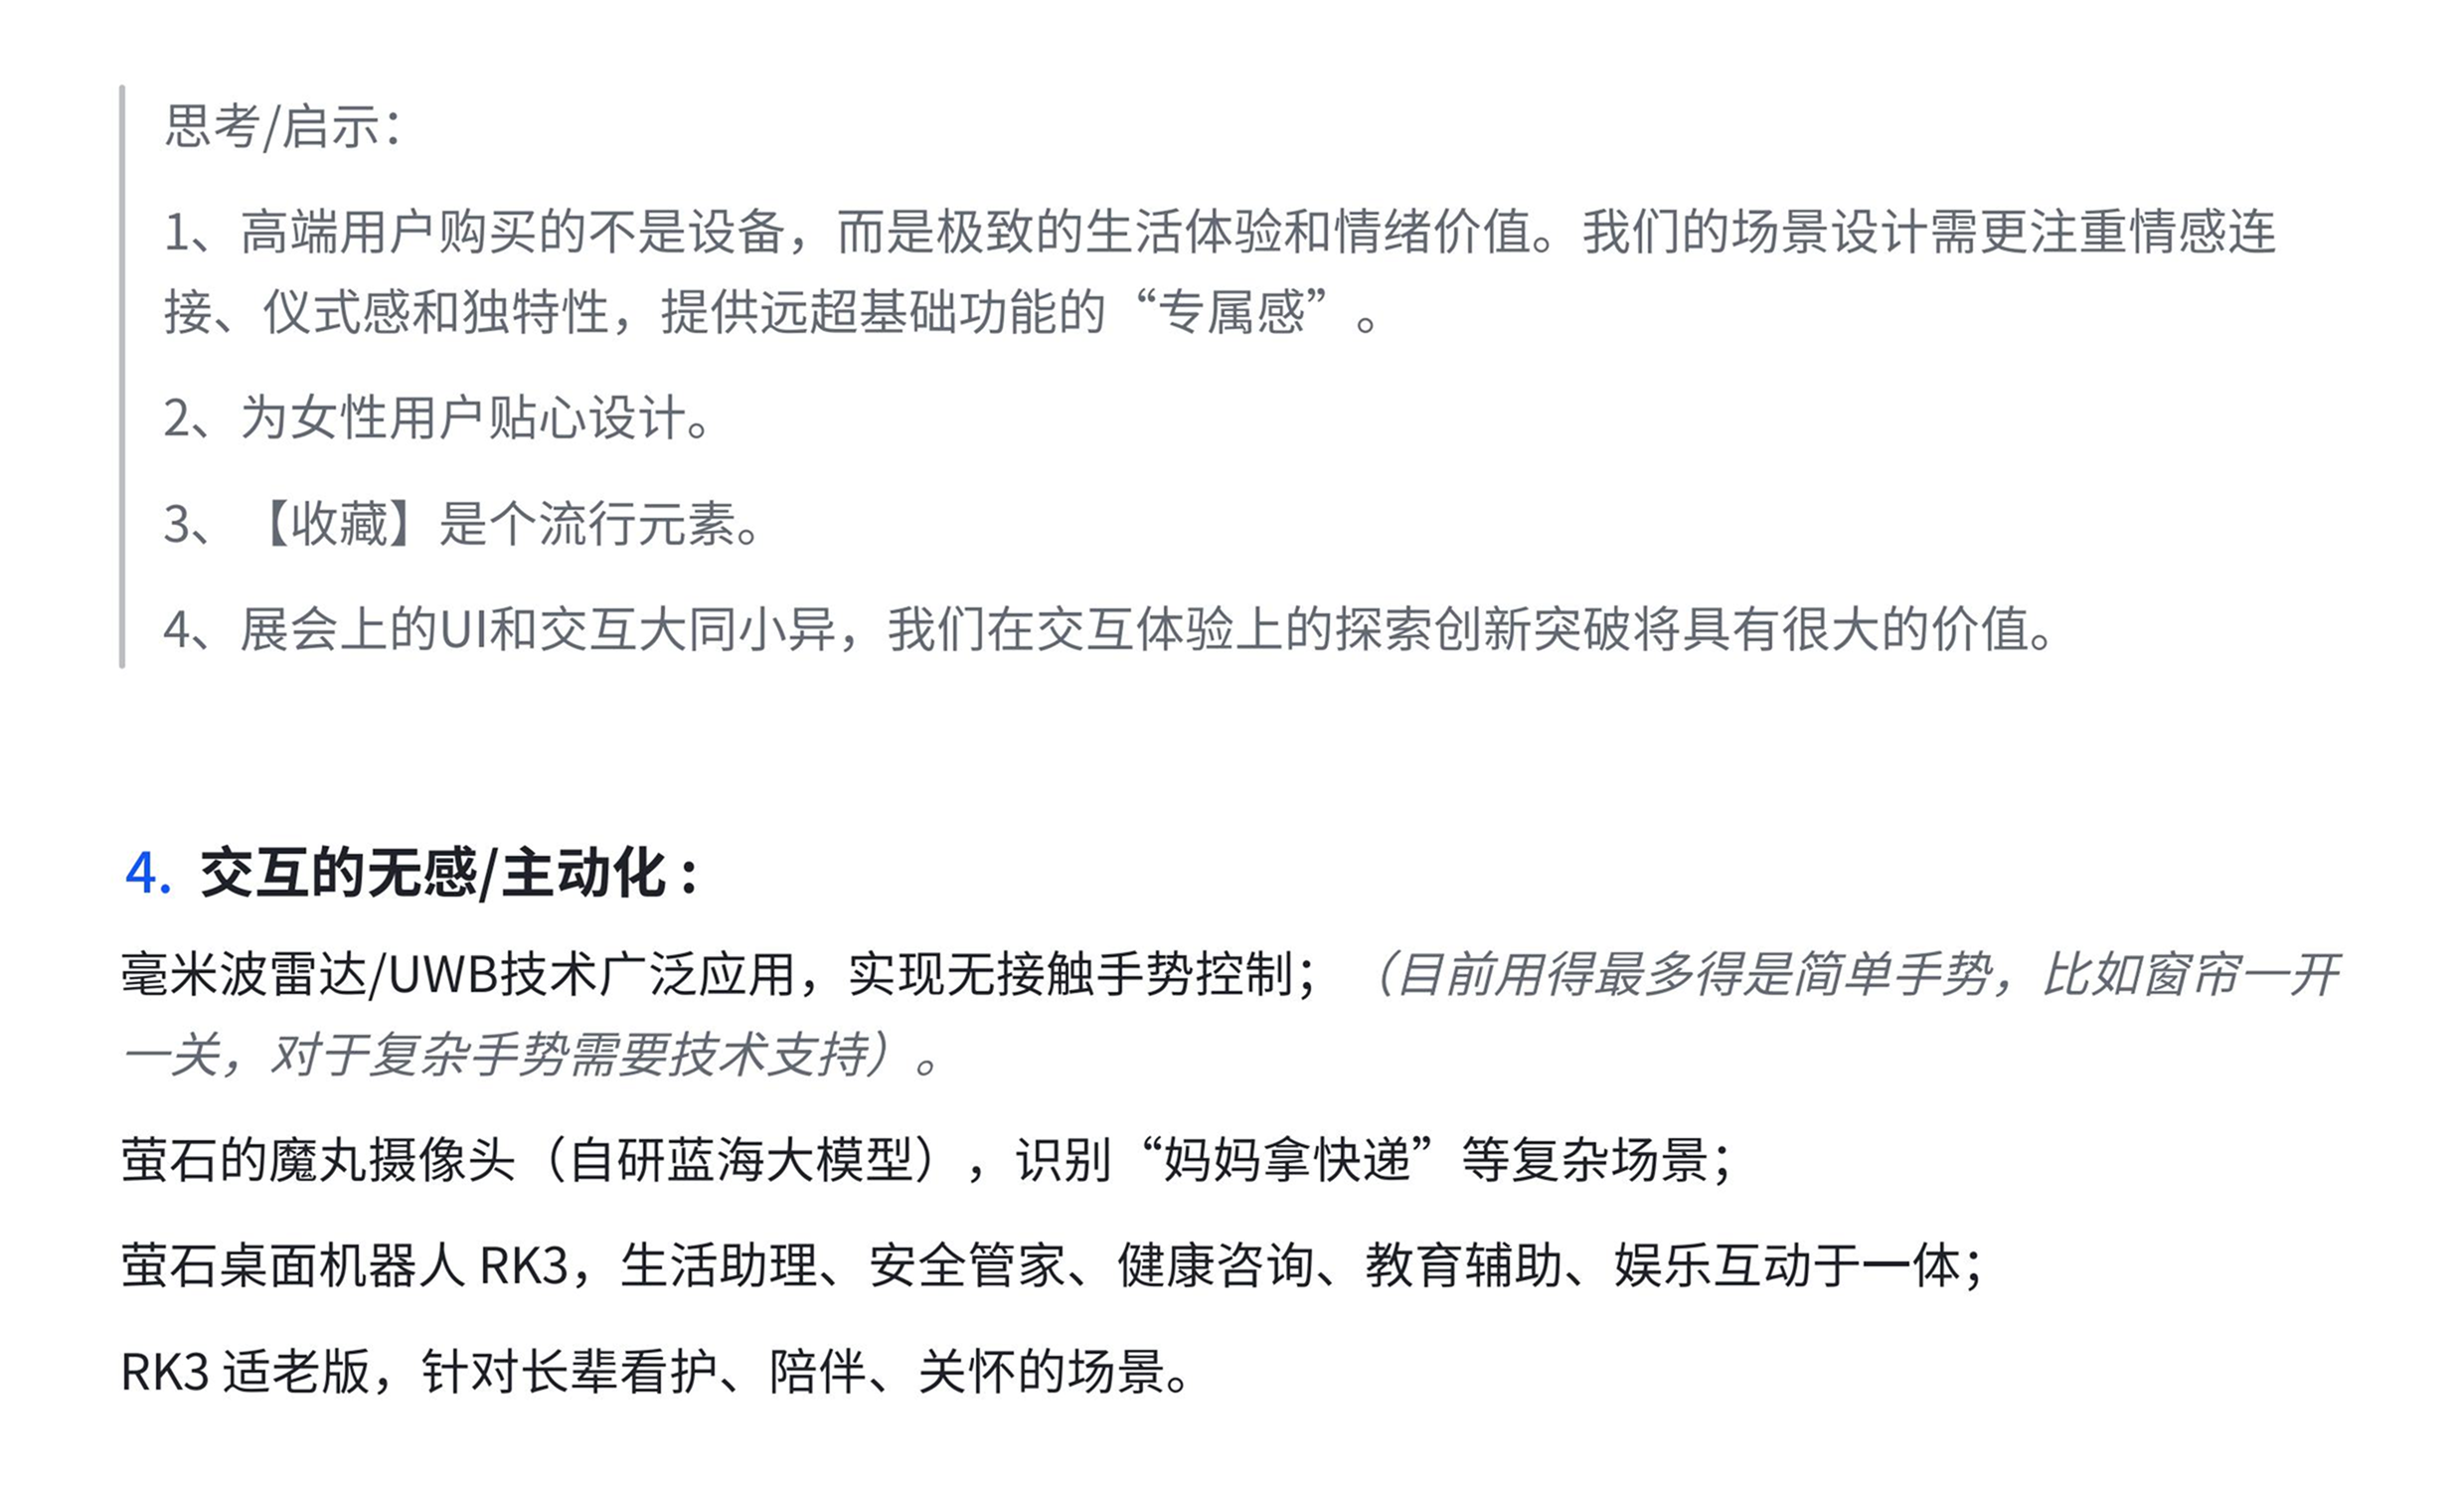 思考/启示：
1、高端用户购买的不是设备，而是极致的生活体验和情绪价值。我们的场景设计需更注重情感连
接、仪式感和独特性，提供远超基础功能的“专属感”。
2、为女性用户贴心设计。
3、【收藏】是个流行元素。
4、展会上的UI和交互大同小异，我们在交互体验上的探索创新突破将具有很大的价值。
4. 交互的无感/主动化：
毫米波雷达/UWB技术广泛应用，实现无接触手势控制；（目前用得最多得是简单手势，比如窗帘一开
一关，对于复杂手势需要技术支持）。
萤石的魔丸摄像头（自研蓝海大模型），识别“妈妈拿快递”等复杂场景；
萤石桌面机器人 RK3，生活助理、安全管家、健康咨询、教育辅助、娱乐互动于一体；
RK3 适老版，针对长辈看护、陪伴、关怀的场景。